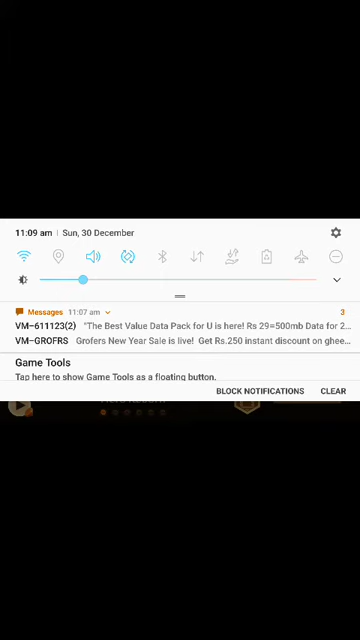 11:09 am | Sun, 30 December
Messages 11:07 am 3
VM-611123(2) "The Best Value Data Pack for U is here! Rs 29=500mb Data for 2...
VM-GROFRS Grofers New Year Sale is live! Get Rs.250 instant discount on ghee...
Game Tools
Tap here to show Game Tools as a floating button.
BLOCK NOTIFICATIONS CLEAR